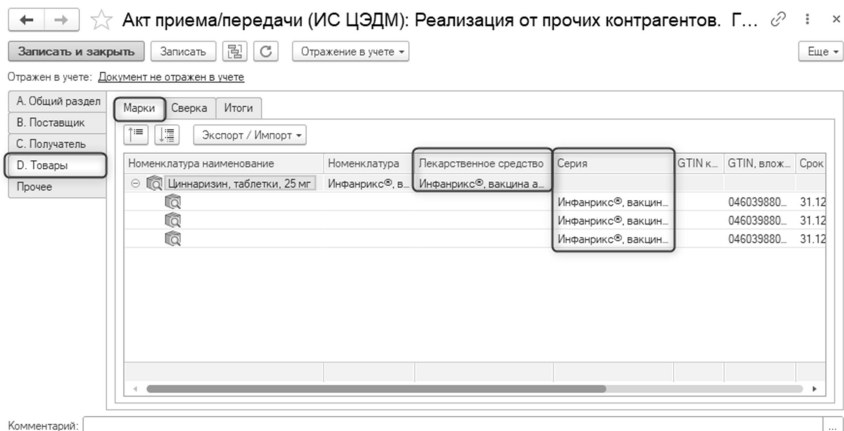 Акт приема/передачи (ИС ЦЭДМ): Реализация от прочих контрагентов. Г...
Записать и закрыть Записать Отражение в учете Еще
Отражен в учете: Документ не отражен в учете
A. Общий раздел
B. Поставщик
C. Получатель
D. Товары
Прочее
Марки Сверка Итоги
Экспорт / Импорт
Номенклатура наименование Номенклатура Лекарственное средство Серия GTIN к... GTIN, влож... Срок
Циннаризин, таблетки, 25 мг Инфанрикс®, в... Инфанрикс®, вакцина а...
Инфанрикс®, вакцин... 046039880... 31.12
Инфанрикс®, вакцин... 046039880... 31.12
Инфанрикс®, вакцин... 046039880... 31.12
Комментарий: ...